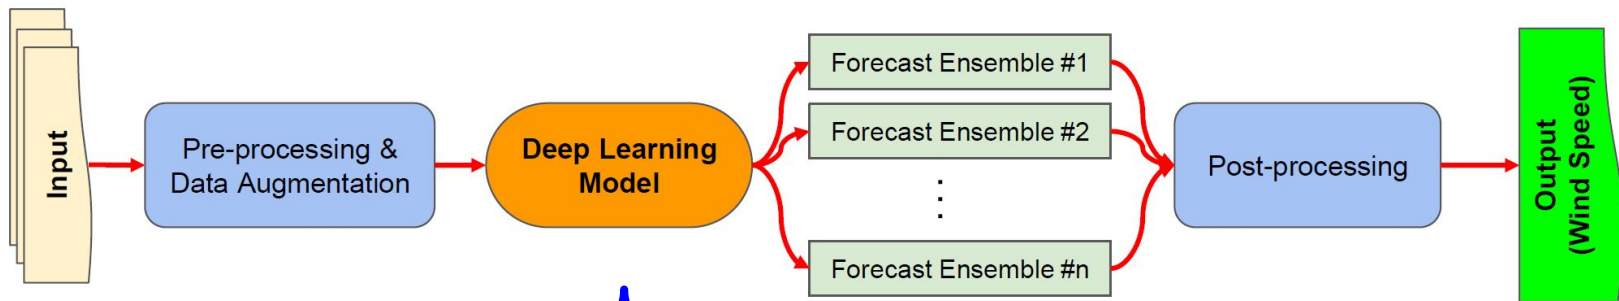 Input
Pre-processing &
Data Augmentation
Deep Learning
Model
Forecast Ensemble #1
Forecast Ensemble #2
⋮
Forecast Ensemble #n
Post-processing
Output
(Wind Speed)